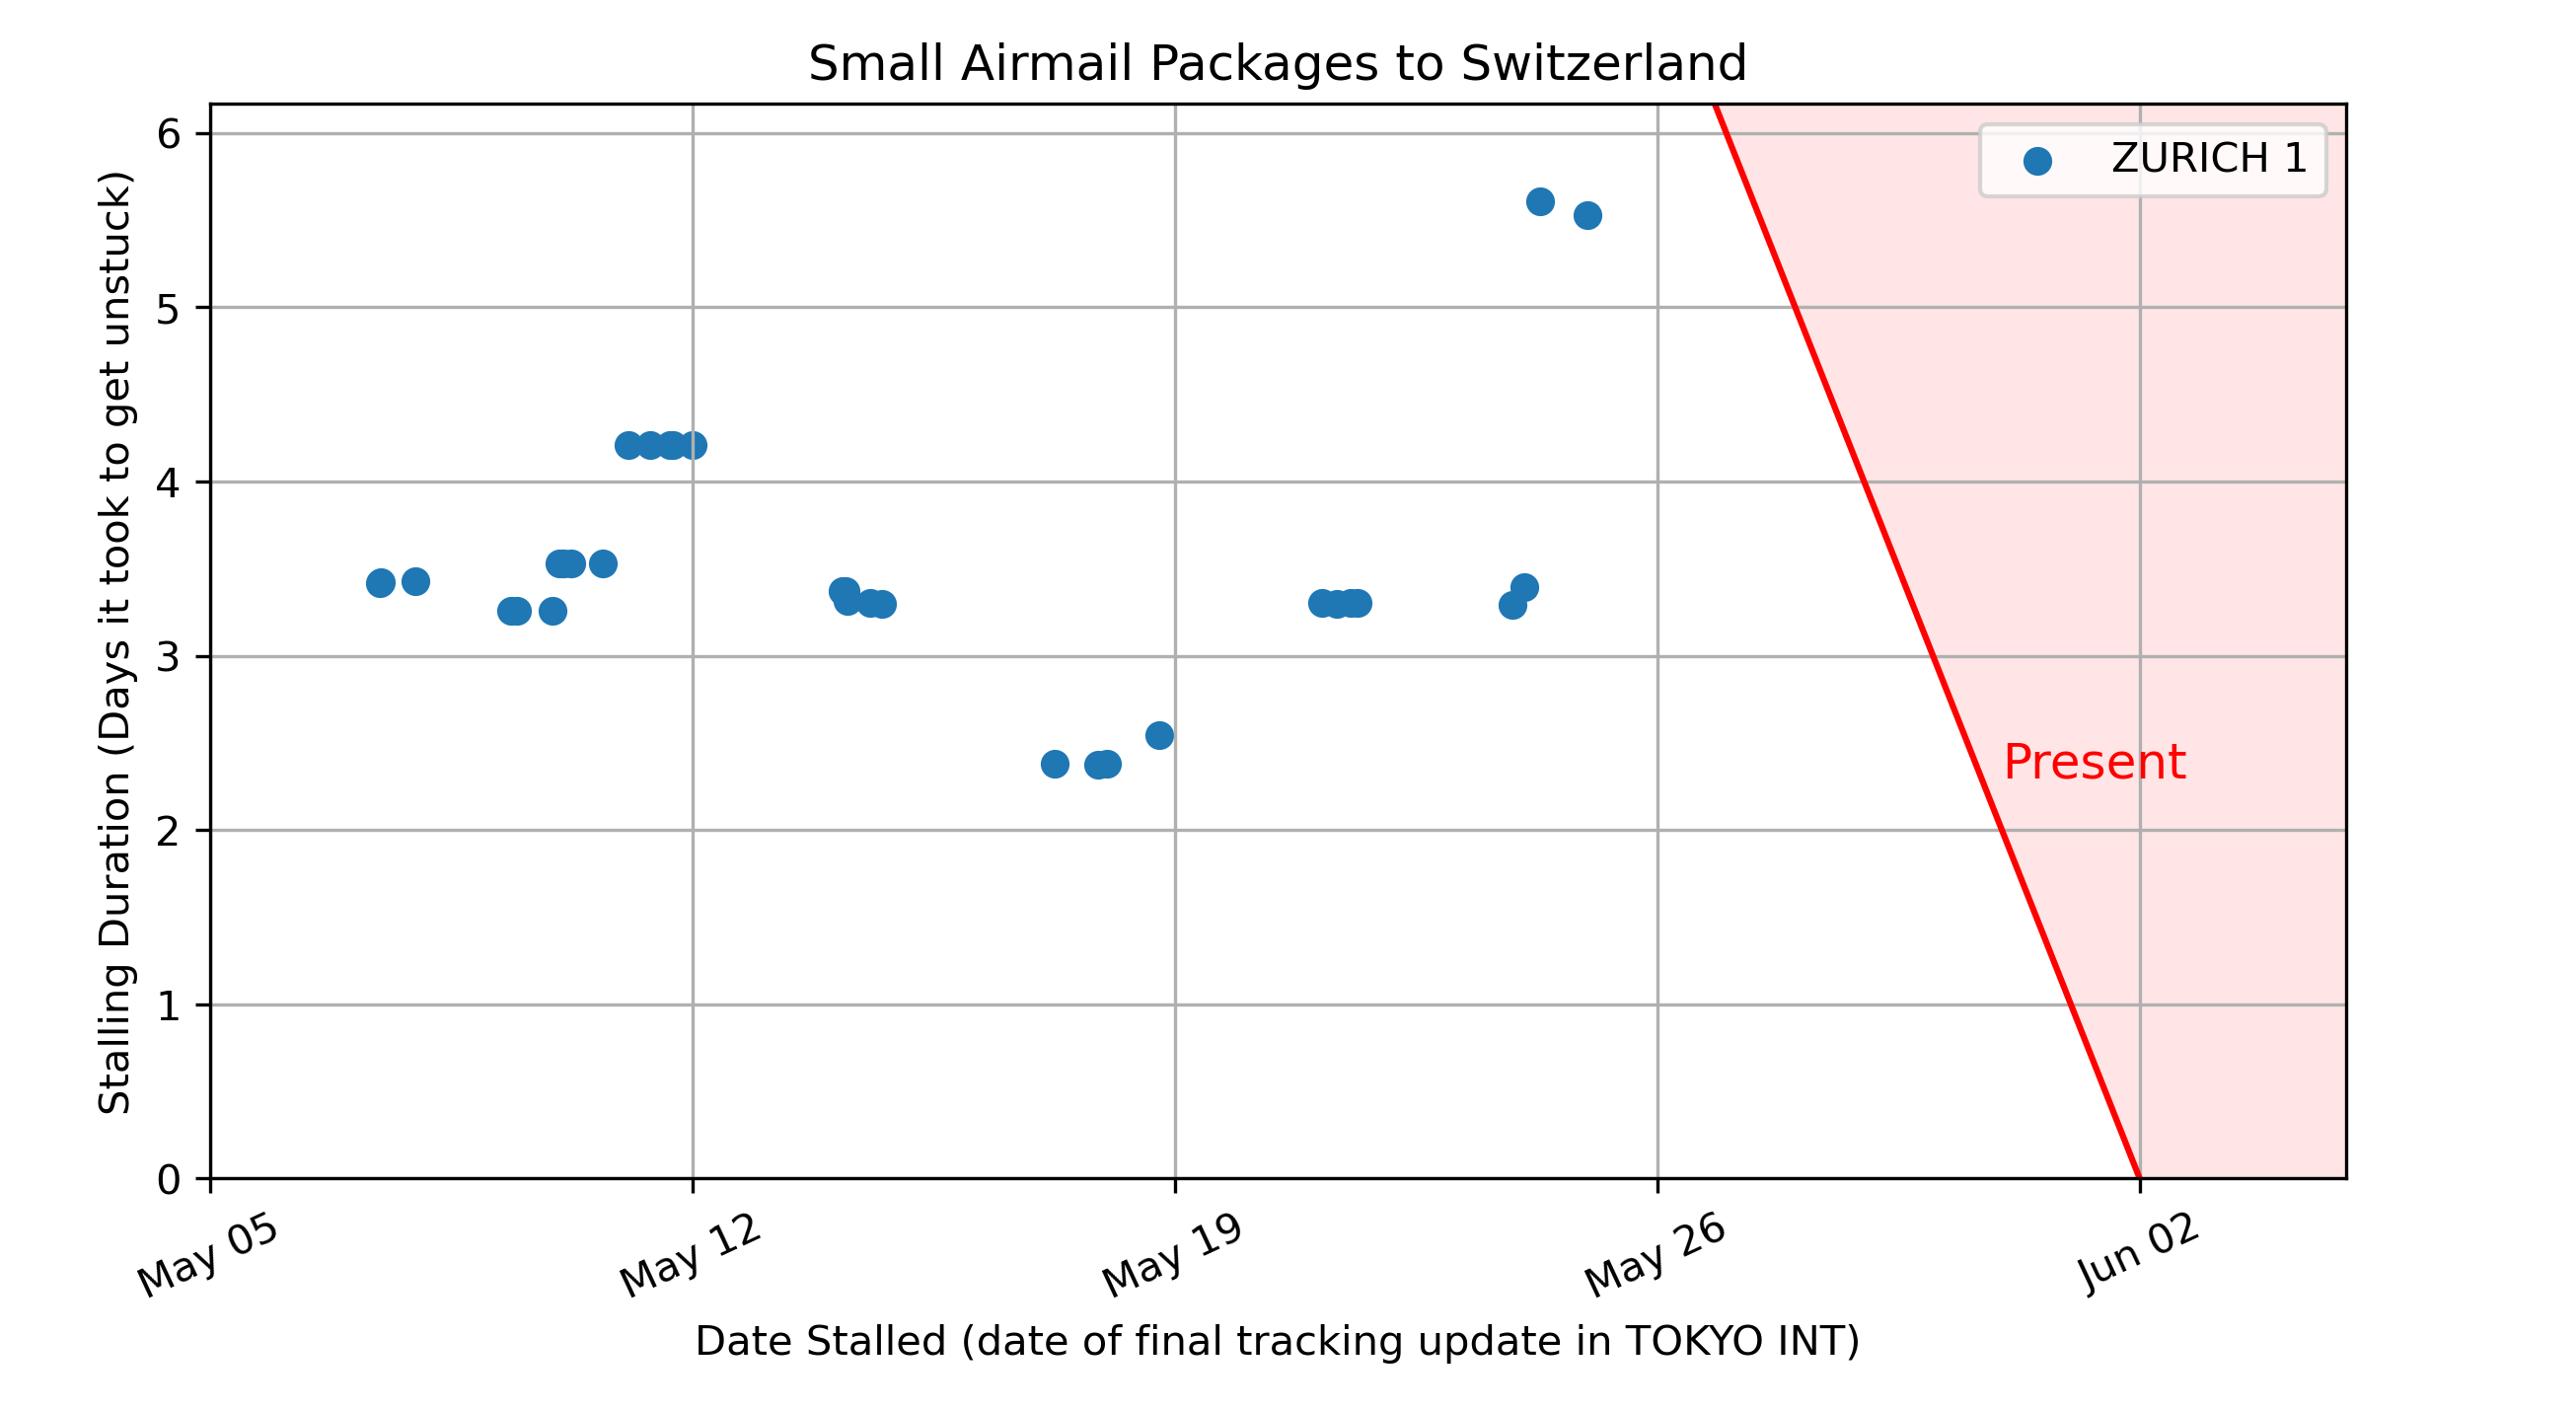 Small Airmail Packages to Switzerland
ZURICH 1
Present
Stalling Duration (Days it took to get unstuck)
6
5
4
3
2
1
0
May 05
May 12
May 19
May 26
Jun 02
Date Stalled (date of final tracking update in TOKYO INT)